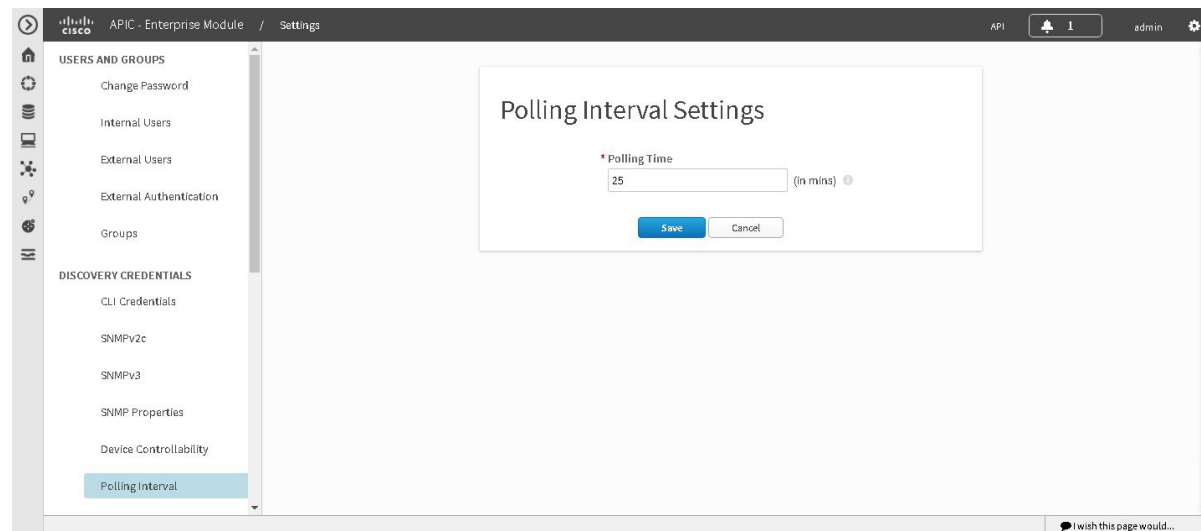 CISCO APIC - Enterprise Module / Settings API 1 admin
USERS AND GROUPS
Change Password
Internal Users
External Users
External Authentication
Groups
DISCOVERY CREDENTIALS
CLI Credentials
SNMPv2c
SNMPv3
SNMP Properties
Device Controllability
Polling Interval
Polling Interval Settings
* Polling Time
25 (in mins)
Save Cancel
I wish this page would...